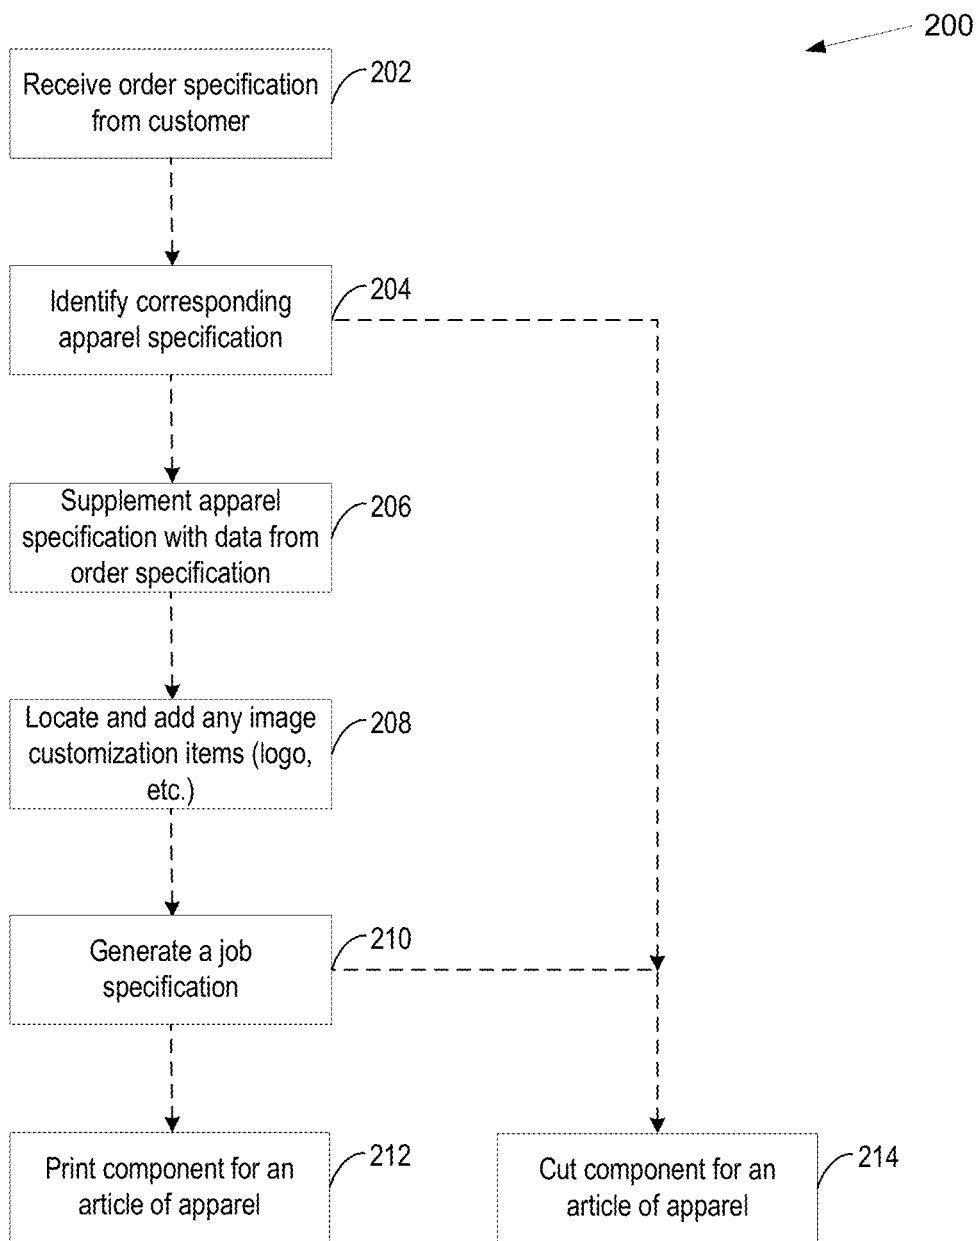 200
Receive order specification
from customer
202
Identify corresponding
apparel specification
204
Supplement apparel
specification with data from
order specification
206
Locate and add any image
customization items (logo,
etc.)
208
Generate a job
specification
210
Print component for an
article of apparel
212
Cut component for an
article of apparel
214